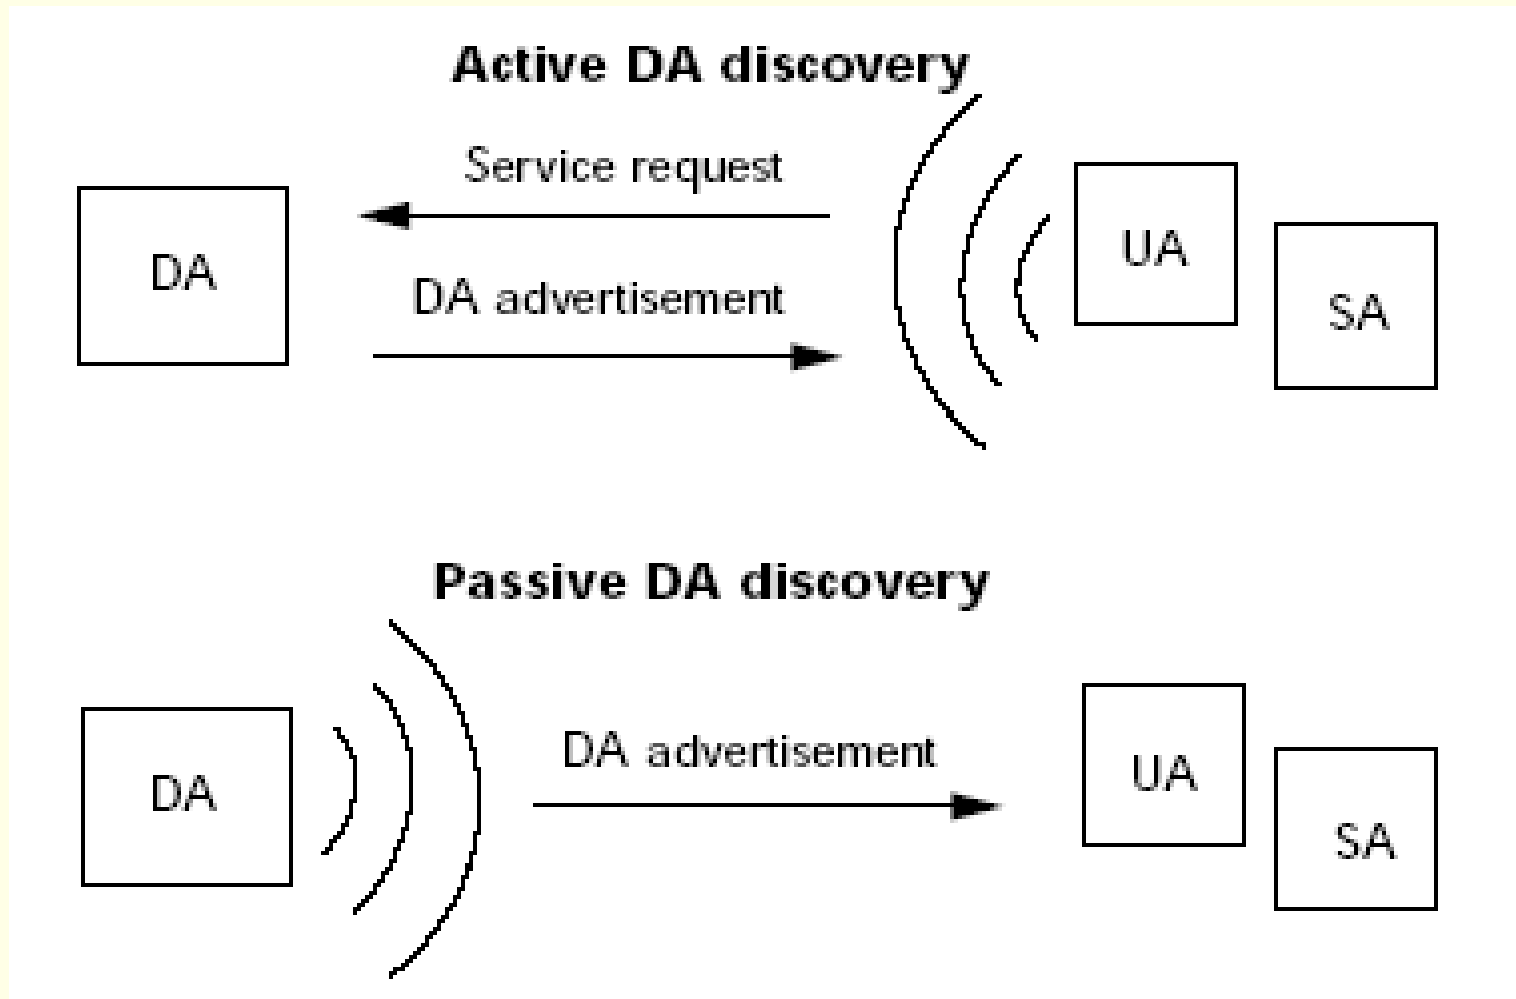 Active DA discovery
Service request
DA
UA
DA advertisement
SA
Passive DA discovery
DA advertisement
DA
UA
SA